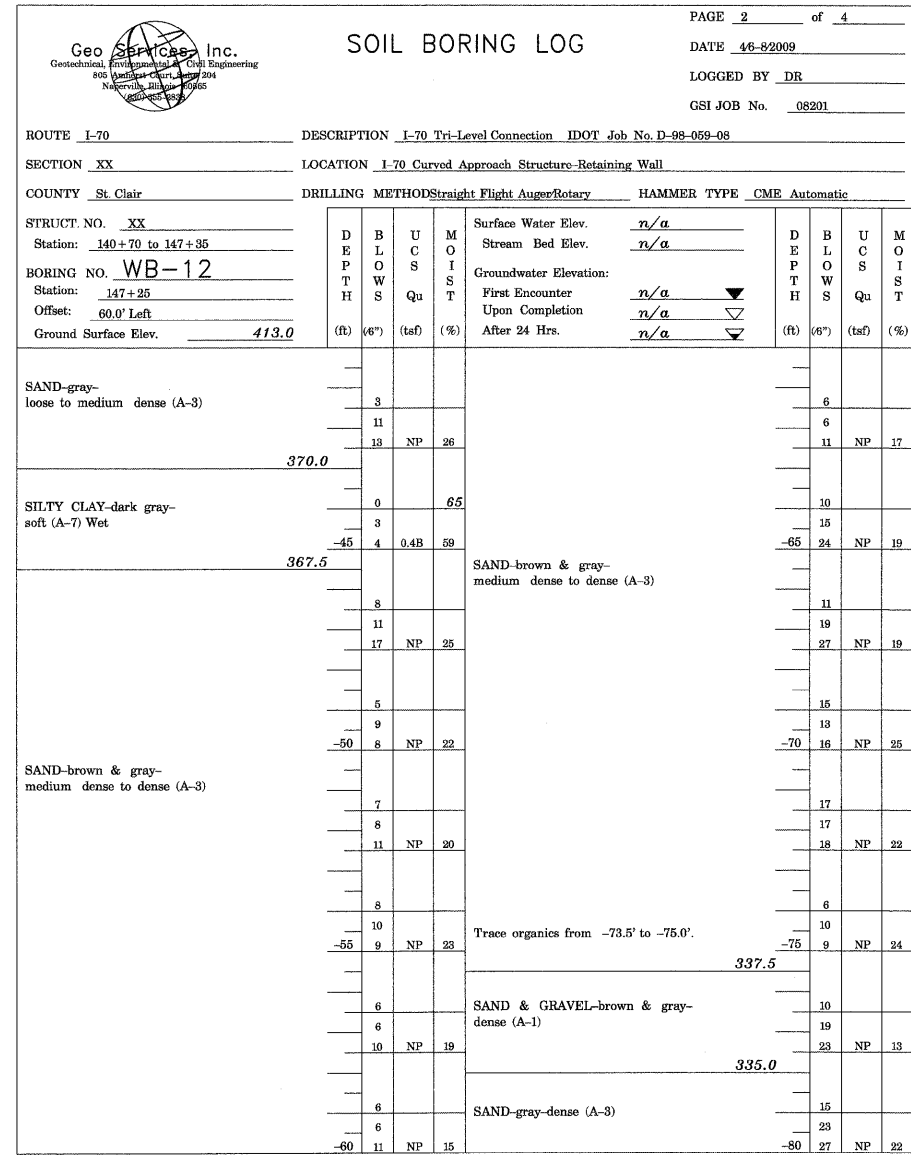 Geo Services, Inc.
Geotechnical, Environmental & Civil Engineering
805 Amherst Court, Suite 204
Naperville, Illinois 60565
(630) 355-2838
SOIL BORING LOG
PAGE 2 of 4
DATE 4/6-8/2009
LOGGED BY DR
GSI JOB No. 08201
ROUTE I-70
DESCRIPTION I-70 Tri-Level Connection IDOT Job No. D-98-059-08
SECTION XX
LOCATION I-70 Curved Approach Structure-Retaining Wall
COUNTY St. Clair
DRILLING METHOD Straight Flight Auger/Rotary HAMMER TYPE CME Automatic
STRUCT. NO. XX
Station: 140+70 to 147+35
BORING NO. WB-12
Station: 147+25
Offset: 60.0' Left
Ground Surface Elev. 413.0
DEPTH (ft)
BLOWS (/6")
UCS Qu (tsf)
MOIST (%)
Surface Water Elev. n/a
Stream Bed Elev. n/a
Groundwater Elevation:
First Encounter n/a
Upon Completion n/a
After 24 Hrs. n/a
DEPTH (ft)
BLOWS (/6")
UCS Qu (tsf)
MOIST (%)
SAND-gray-
loose to medium dense (A-3)
3
11
13 NP 26
370.0
SILTY CLAY-dark gray-
soft (A-7) Wet
0 65
3
-45 4 0.4B 59
367.5
8
11
17 NP 25
5
9
-50 8 NP 22
SAND-brown & gray-
medium dense to dense (A-3)
7
8
11 NP 20
8
10
-55 9 NP 23
6
6
10 NP 19
6
6
-60 11 NP 15
6
6
11 NP 17
10
15
-65 24 NP 19
SAND-brown & gray-
medium dense to dense (A-3)
11
19
27 NP 19
15
13
-70 16 NP 25
17
17
18 NP 22
6
10
Trace organics from -73.5' to -75.0'.
-75 9 NP 24
337.5
SAND & GRAVEL-brown & gray-
dense (A-1)
10
19
23 NP 13
335.0
SAND-gray-dense (A-3)
15
23
-80 27 NP 22